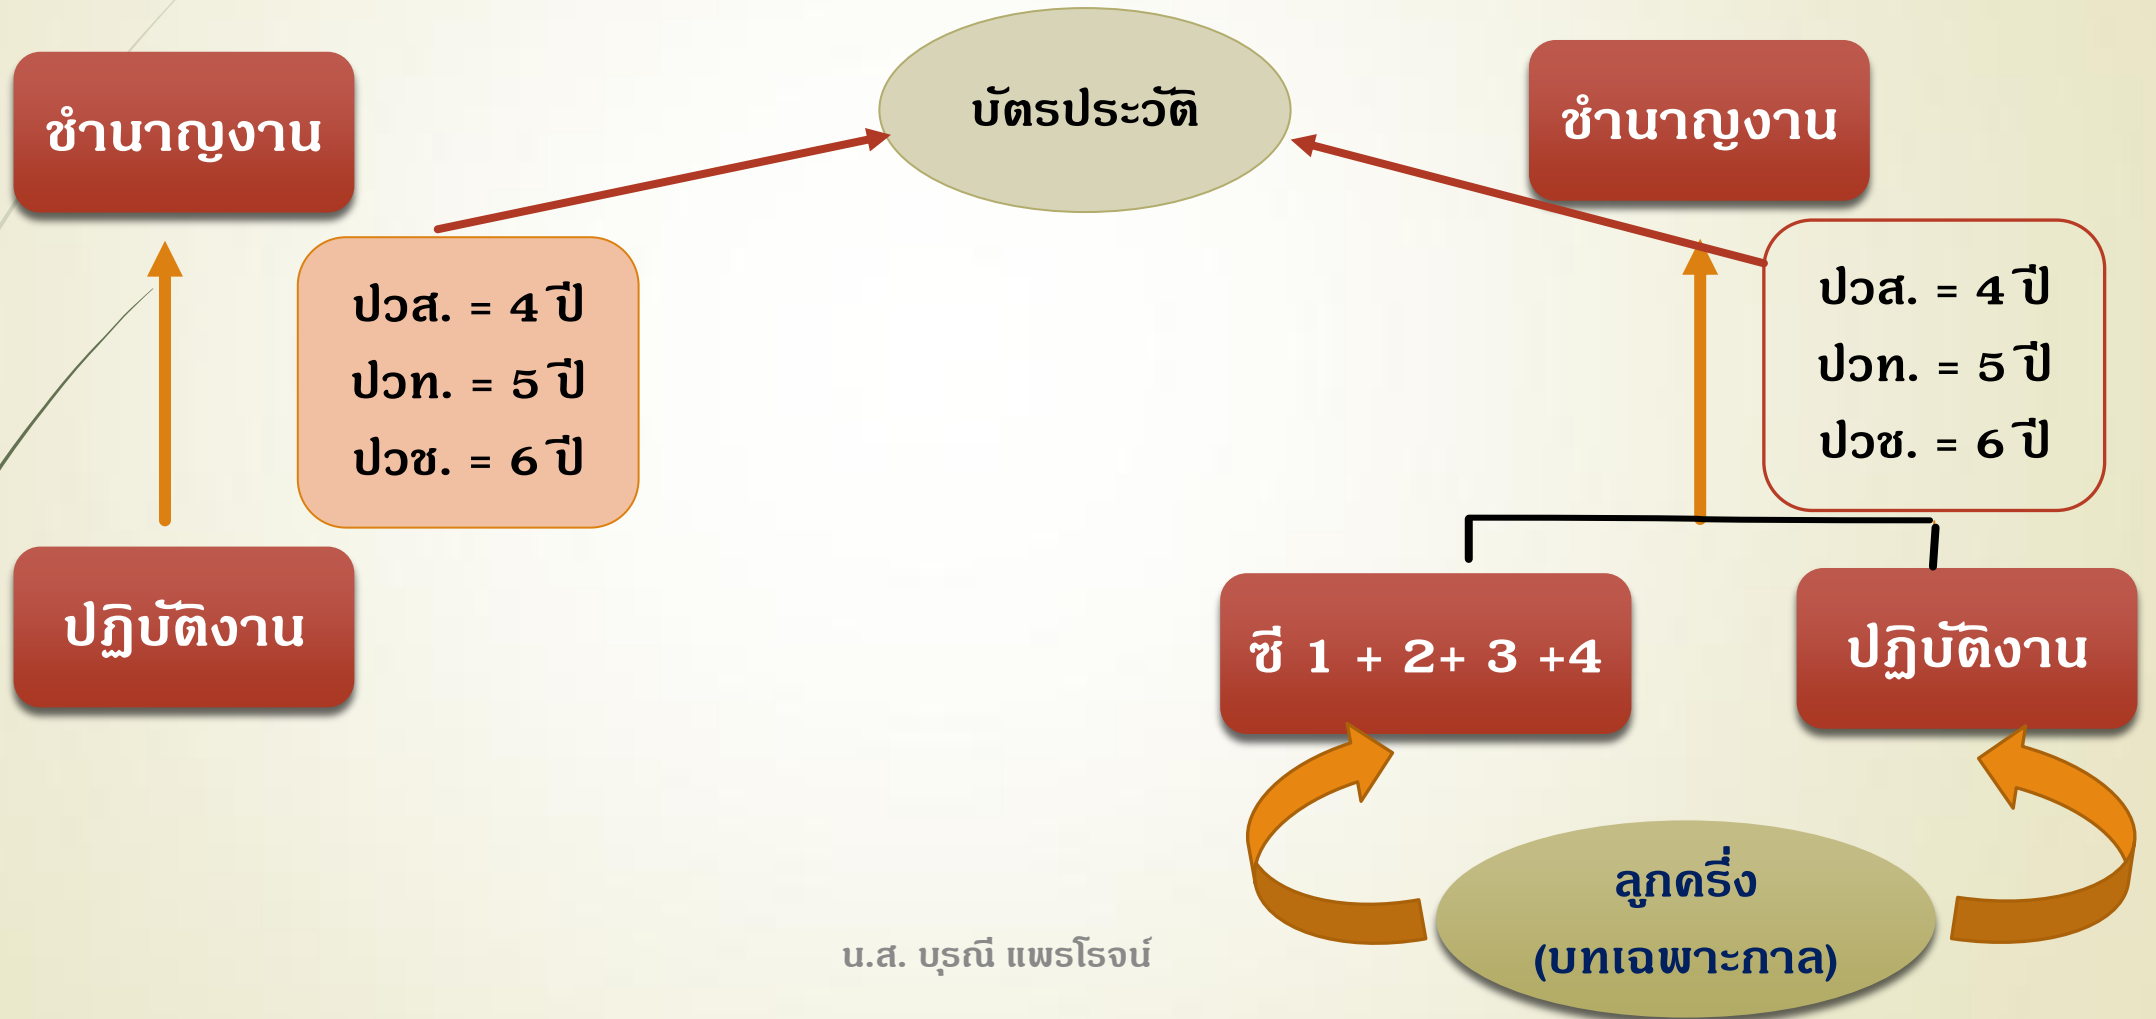 ชำนาญงาน
บัตรประวัติ
ชำนาญงาน
ปวส. = 4 ปี
ปวท. = 5 ปี
ปวช. = 6 ปี
ปวส. = 4 ปี
ปวท. = 5 ปี
ปวช. = 6 ปี
ปฏิบัติงาน
ซี 1 + 2+ 3 +4
ปฏิบัติงาน
ลูกครึ่ง
(บทเฉพาะกาล)
น.ส. บุรณี แพรโรจน์